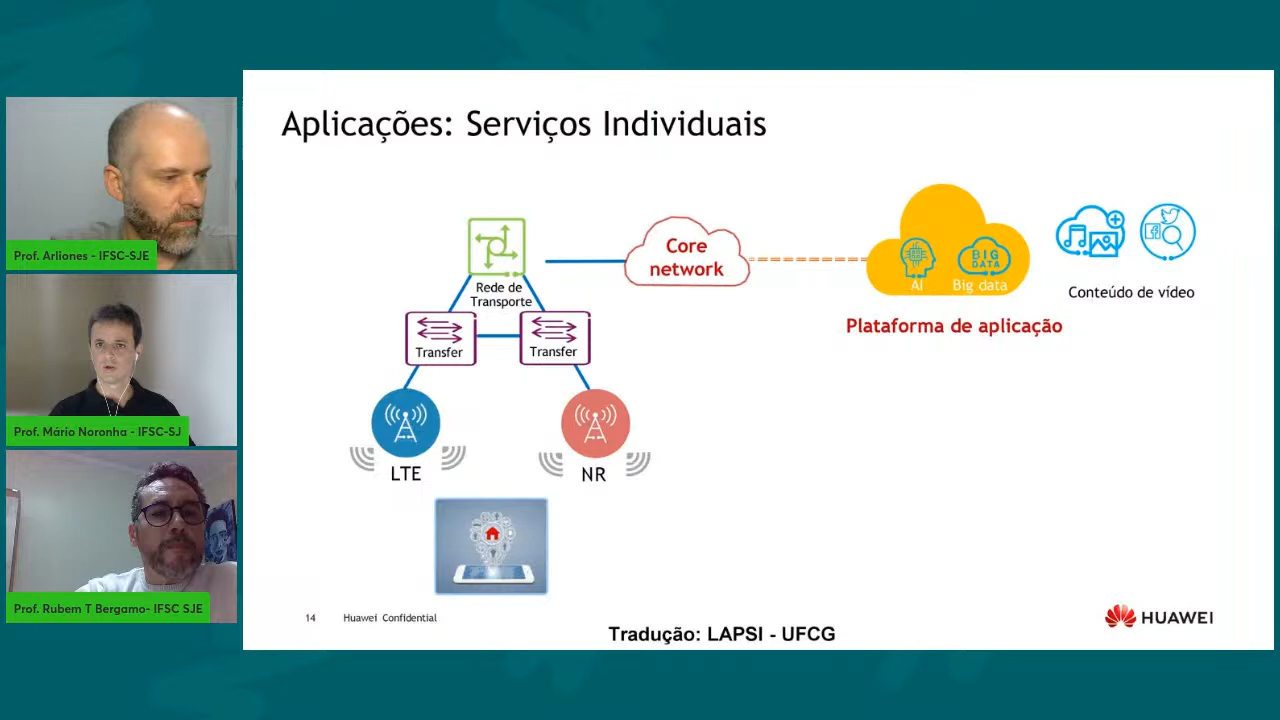 Prof. Arliones - IFSC-SJE
Prof. Mário Noronha - IFSC-SJ
Prof. Rubem T Bergamo- IFSC SJE
Aplicações: Serviços Individuais
Rede de
Transporte
Transfer
Transfer
LTE
NR
Core
network
AI
BIG
DATA
Big data
Plataforma de aplicação
Conteúdo de vídeo
14
Huawei Confidential
Tradução: LAPSI - UFCG
HUAWEI